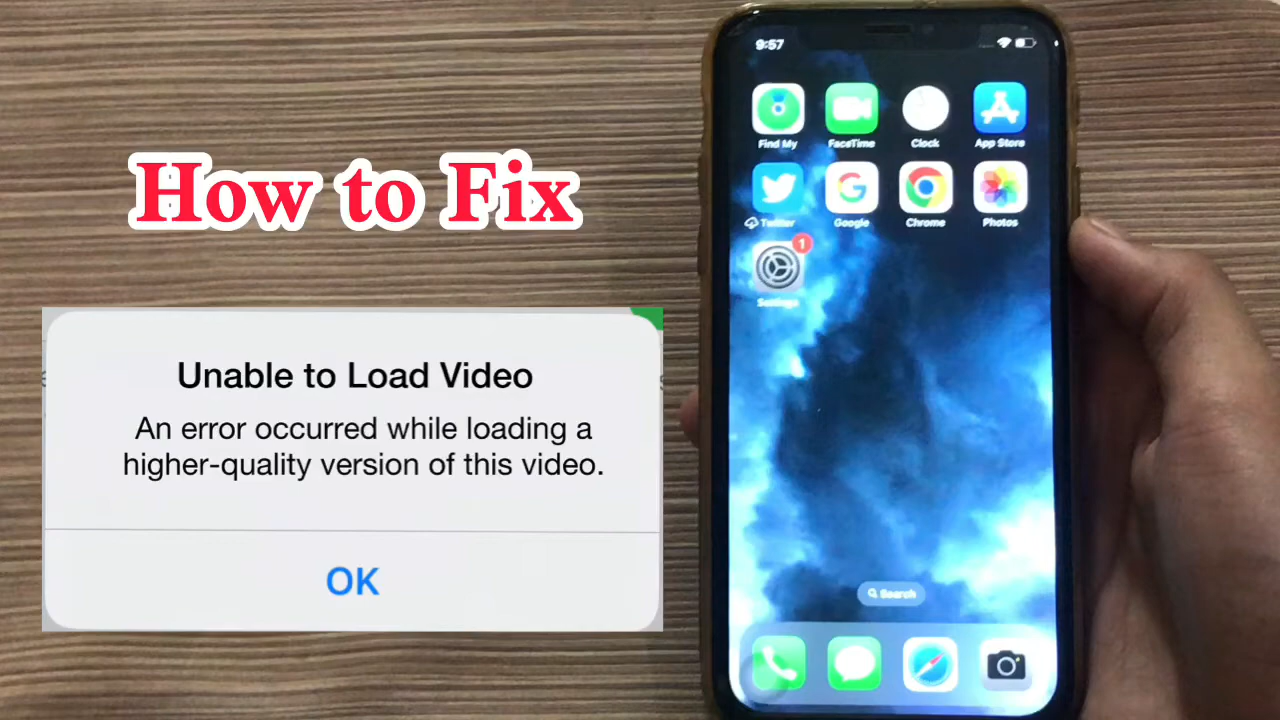 How to Fix
Unable to Load Video
An error occurred while loading a
higher-quality version of this video.
OK
9:57
Find My
FaceTime
Clock
App Store
Twitter
Google
Chrome
Photos
1
Settings
Search